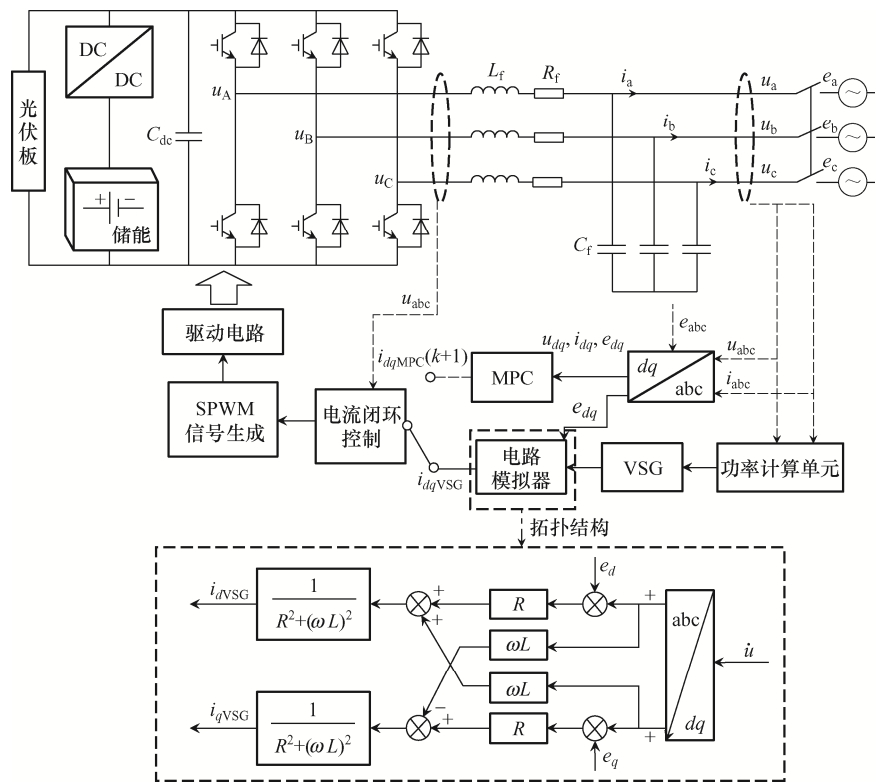 光伏板
DC
DC
储能
C_dc
u_A
u_B
u_C
L_f
R_f
i_a
i_b
i_c
u_a
u_b
u_c
e_a
e_b
e_c
C_f
u_abc
驱动电路
SPWM
信号生成
电流闭环
控制
i_dqMPC(k+1)
MPC
u_dq, i_dq, e_dq
e_abc
dq
abc
u_abc
i_abc
e_dq
i_dqVSG
电路
模拟器
VSG
功率计算单元
拓扑结构
i_dVSG
1
R²+(ωL)²
+
+
R
e_d
+
abc
dq
u̇
ωL
ωL
i_qVSG
1
R²+(ωL)²
−
+
R
e_q
+